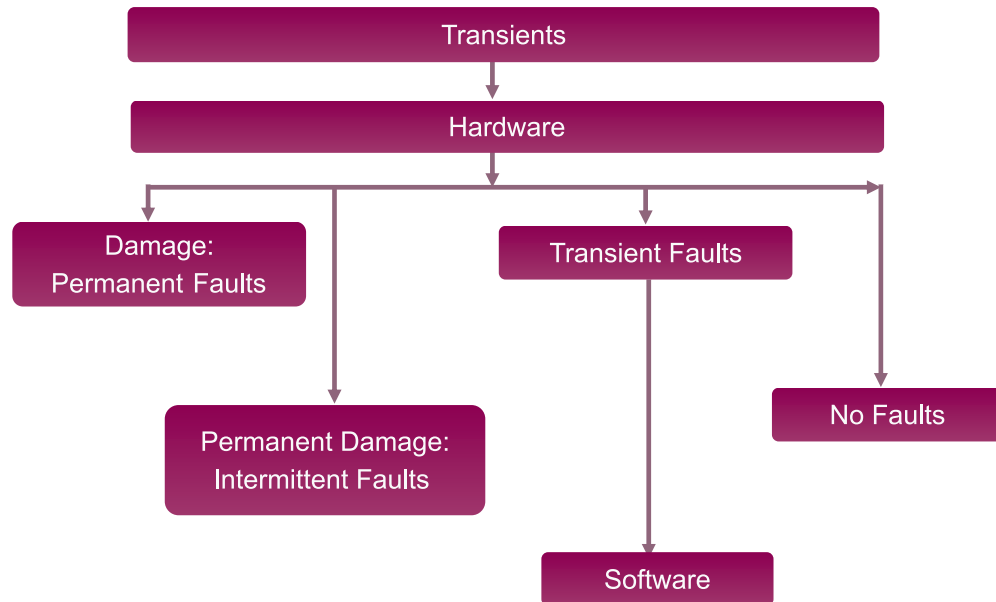 Transients
Hardware
Damage:
Permanent Faults
Transient Faults
No Faults
Permanent Damage:
Intermittent Faults
Software